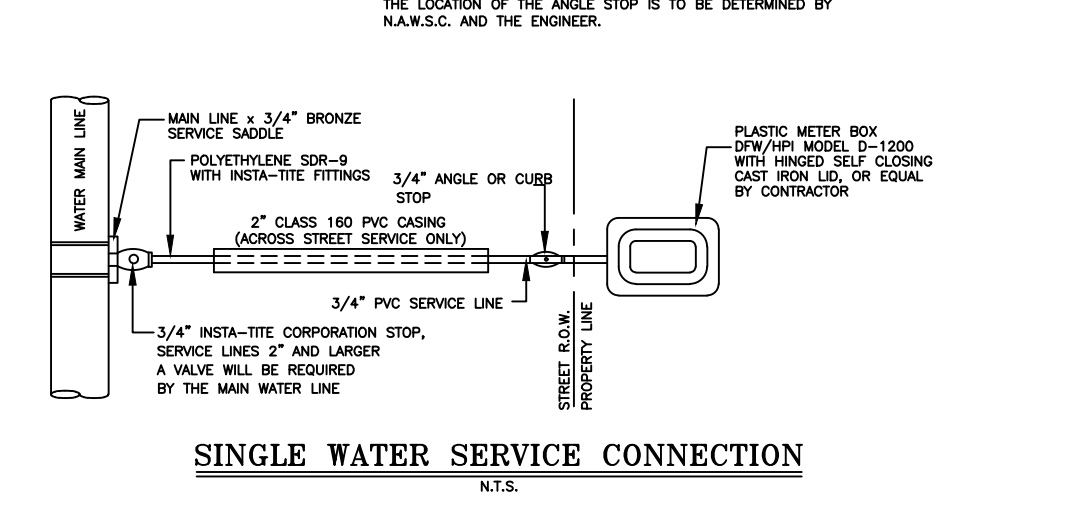 THE LOCATION OF THE ANGLE STOP IS TO BE DETERMINED BY
N.A.W.S.C. AND THE ENGINEER.
WATER MAIN LINE
MAIN LINE x 3/4" BRONZE
SERVICE SADDLE
POLYETHYLENE SDR-9
WITH INSTA-TITE FITTINGS
3/4" ANGLE OR CURB
STOP
2" CLASS 160 PVC CASING
(ACROSS STREET SERVICE ONLY)
PLASTIC METER BOX
DFW/HPI MODEL D-1200
WITH HINGED SELF CLOSING
CAST IRON LID, OR EQUAL
BY CONTRACTOR
3/4" PVC SERVICE LINE
3/4" INSTA-TITE CORPORATION STOP,
SERVICE LINES 2" AND LARGER
A VALVE WILL BE REQUIRED
BY THE MAIN WATER LINE
STREET R.O.W.
PROPERTY LINE
SINGLE WATER SERVICE CONNECTION
N.T.S.